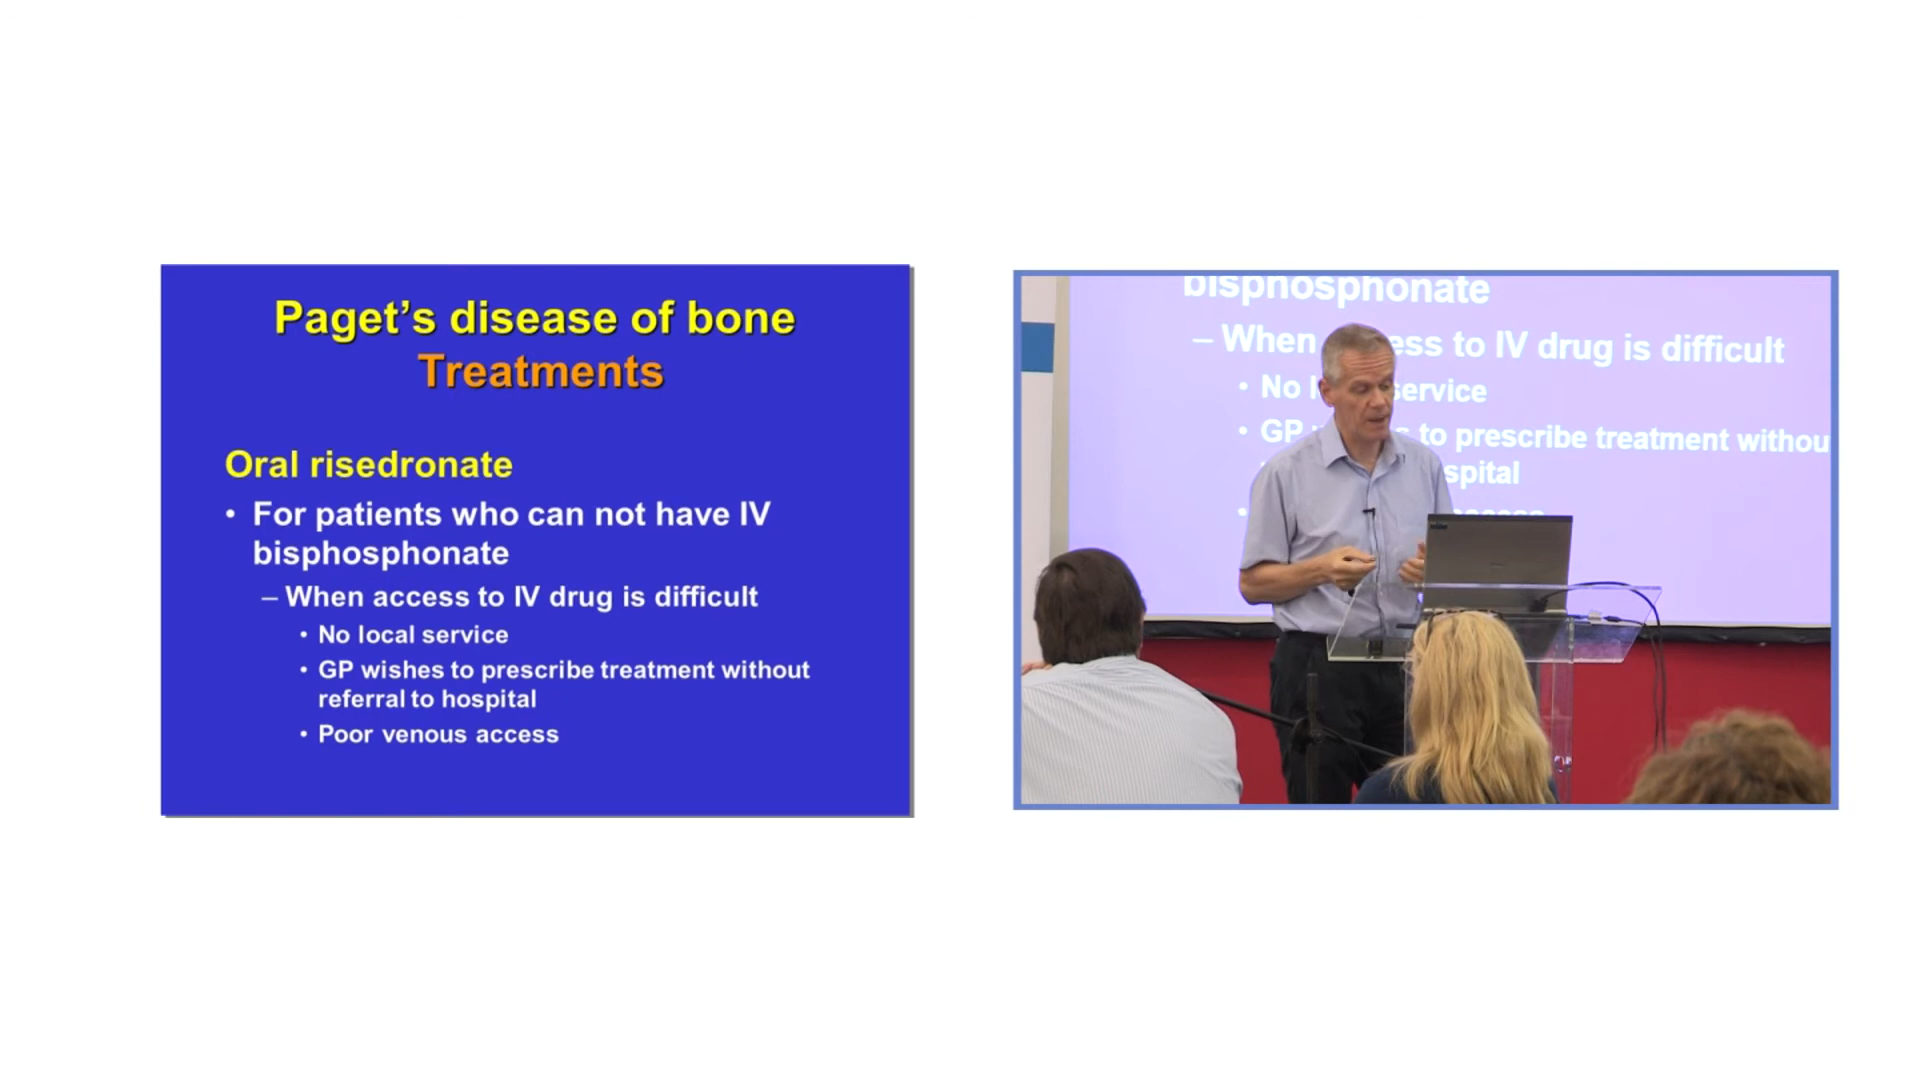 Paget’s disease of bone
Treatments
Oral risedronate
• For patients who can not have IV
bisphosphonate
– When access to IV drug is difficult
• No local service
• GP wishes to prescribe treatment without
referral to hospital
• Poor venous access
bisphosphonate
– When ess to IV drug is difficult
• No service
• GP to prescribe treatment withou
spital